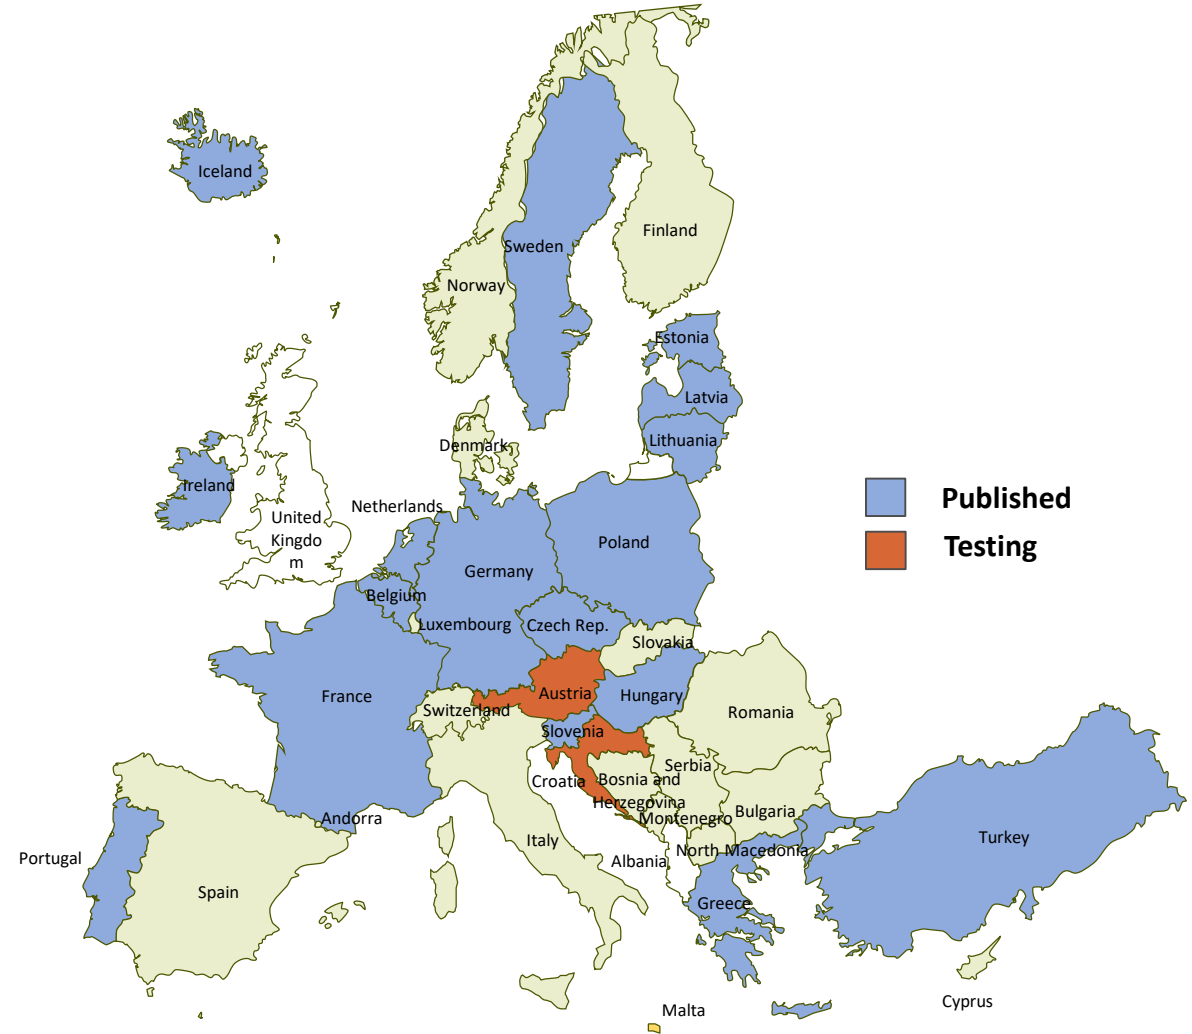 Iceland
Finland
Sweden
Norway
Estonia
Latvia
Lithuania
Denmark
Ireland
Netherlands
United
Kingdo
m
Published
Testing
Poland
Germany
Belgium
Luxembourg
Czech Rep.
Slovakia
France
Austria
Hungary
Switzerland
Romania
Slovenia
Serbia
Croatia
Bosnia and
Herzegovina
Montenegro
Bulgaria
Andorra
Turkey
Italy
North Macedonia
Portugal
Albania
Spain
Greece
Cyprus
Malta